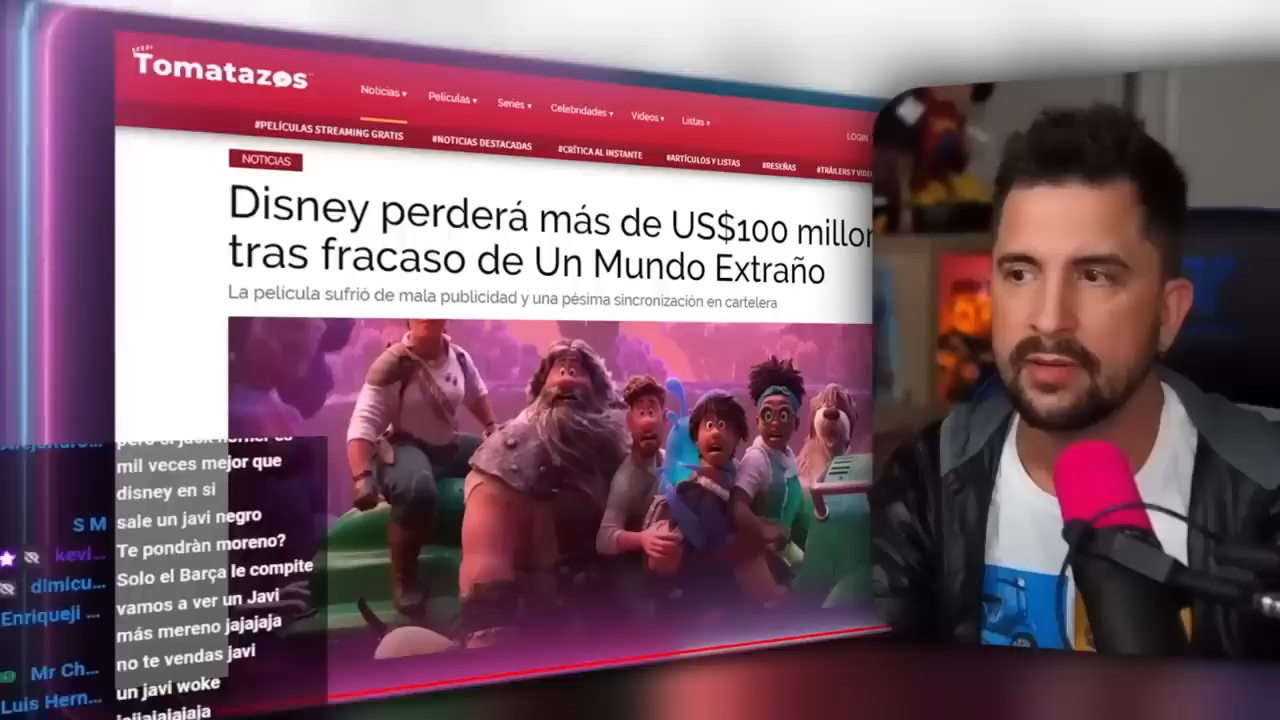 Tomatazos
Noticias Películas Series Celebridades Videos Listas LOGIN
#PELÍCULAS STREAMING GRATIS #NOTICIAS DESTACADAS #CRÍTICA AL INSTANTE #ARTÍCULOS Y LISTAS #RESEÑAS #TRÁILERS Y VIDE
NOTICIAS
Disney perderá más de US$100 millon
tras fracaso de Un Mundo Extraño
La película sufrió de mala publicidad y una pésima sincronización en cartelera
mil veces mejor que
disney en si
S M sale un javi negro
kevi... Te pondràn moreno?
dimicu... Solo el Barça le compite
Enriqueji ... vamos a ver un Javi
más mereno jajajaja
Mr Ch... no te vendas javi
Luis Hern... un javi woke